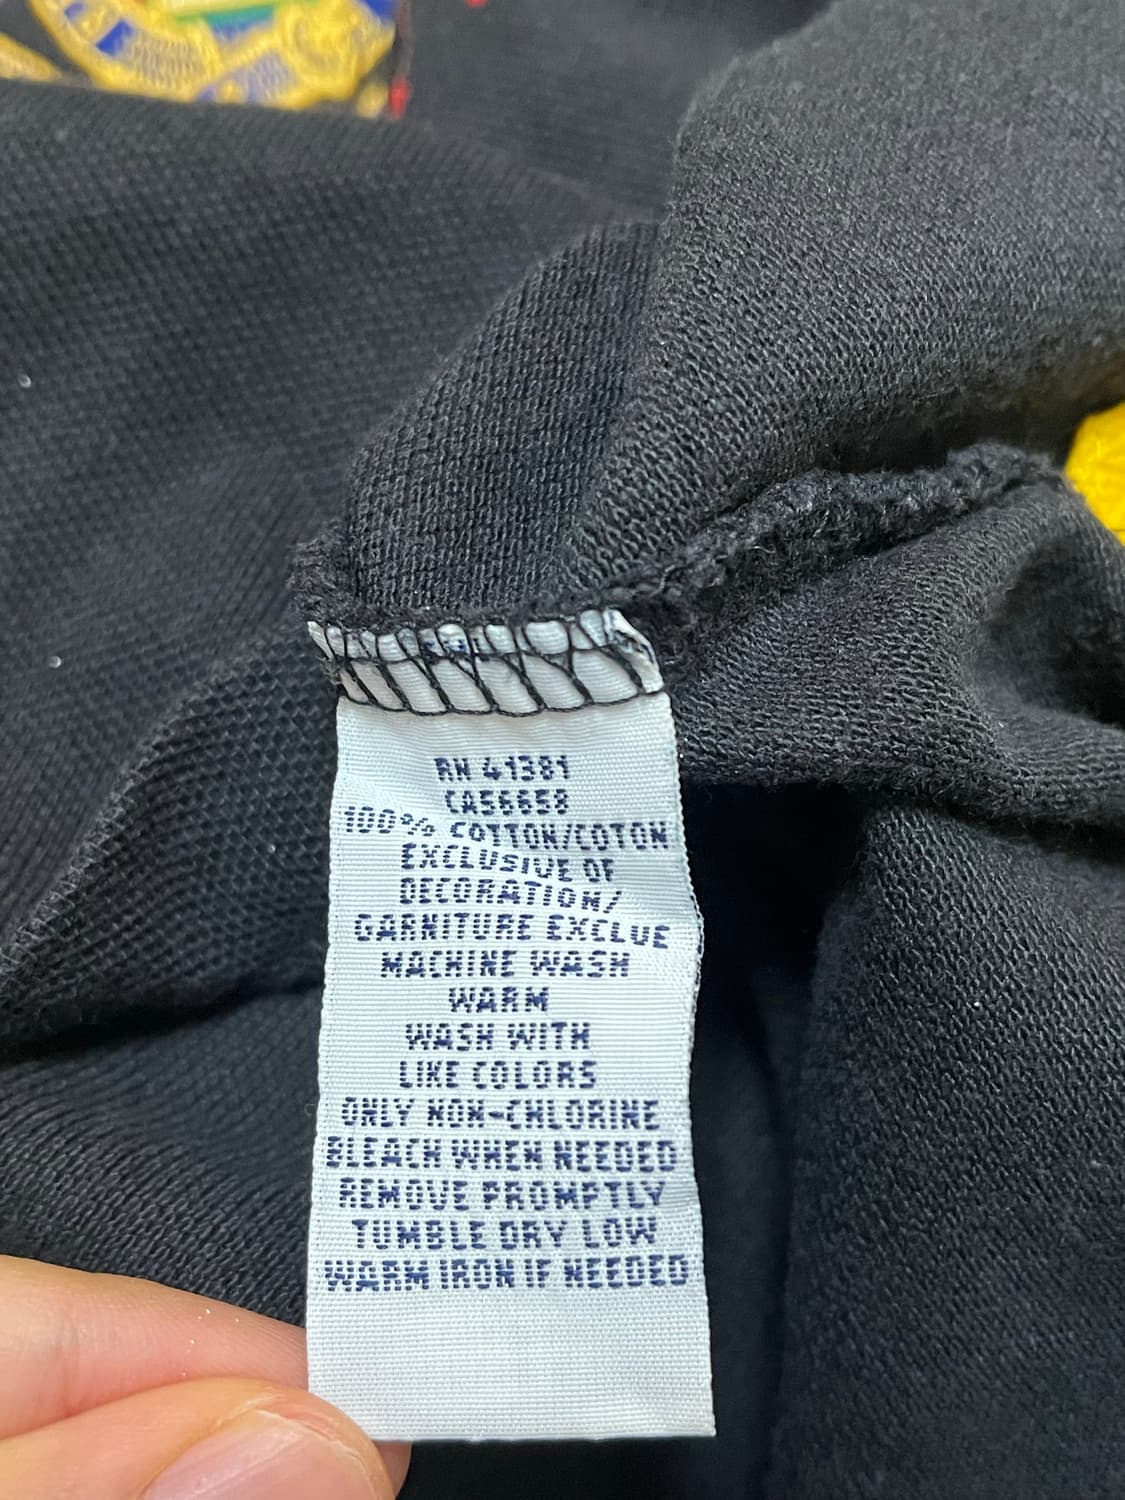 RN 41381
CA56658
100% COTTON/COTON
EXCLUSIVE OF
DECORATION/
GARNITURE EXCLUE
MACHINE WASH
WARM
WASH WITH
LIKE COLORS
ONLY NON-CHLORINE
BLEACH WHEN NEEDED
REMOVE PROMPTLY
TUMBLE DRY LOW
WARM IRON IF NEEDED